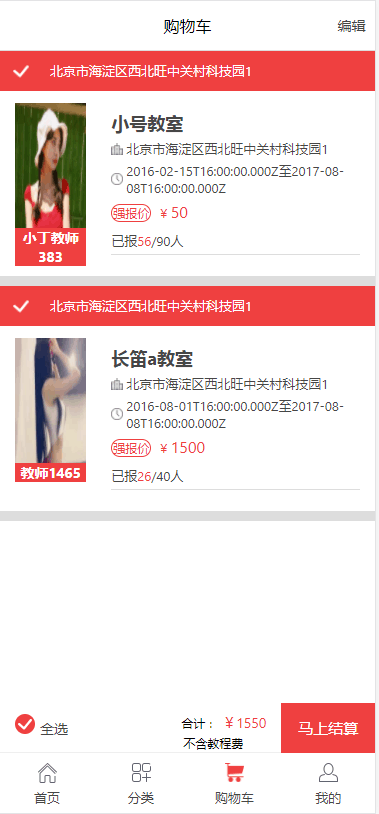 购物车 编辑
北京市海淀区西北旺中关村科技园1
小号教室
北京市海淀区西北旺中关村科技园1
2016-02-15T16:00:00.000Z至2017-08-
08T16:00:00.000Z
强报价 ¥ 50
已报56/90人
小丁教师
383
北京市海淀区西北旺中关村科技园1
长笛a教室
北京市海淀区西北旺中关村科技园1
2016-08-01T16:00:00.000Z至2017-08-
08T16:00:00.000Z
强报价 ¥ 1500
已报26/40人
教师1465
全选 合计： ¥ 1550 马上结算
不含教程费
首页 分类 购物车 我的